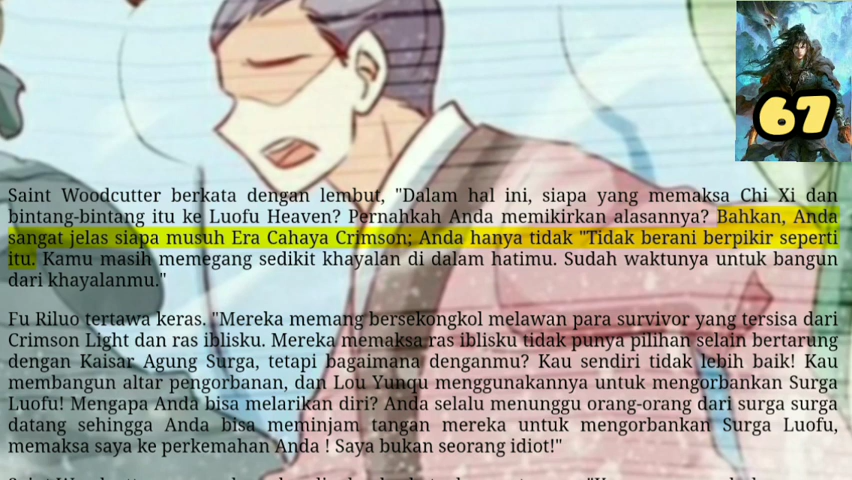 67
Saint Woodcutter berkata dengan lembut, "Dalam hal ini, siapa yang memaksa Chi Xi dan
bintang-bintang itu ke Luofu Heaven? Pernahkah Anda memikirkan alasannya? Bahkan, Anda
sangat jelas siapa musuh Era Cahaya Crimson; Anda hanya tidak "Tidak berani berpikir seperti
itu. Kamu masih memegang sedikit khayalan di dalam hatimu. Sudah waktunya untuk bangun
dari khayalanmu."
Fu Riluo tertawa keras. "Mereka memang bersekongkol melawan para survivor yang tersisa dari
Crimson Light dan ras iblisku. Mereka memaksa ras iblisku tidak punya pilihan selain bertarung
dengan Kaisar Agung Surga, tetapi bagaimana denganmu? Kau sendiri tidak lebih baik! Kau
membangun altar pengorbanan, dan Lou Yunqu menggunakannya untuk mengorbankan Surga
Luofu! Mengapa Anda bisa melarikan diri? Anda selalu menunggu orang-orang dari surga surga
datang sehingga Anda bisa meminjam tangan mereka untuk mengorbankan Surga Luofu,
memaksa saya ke perkemahan Anda ! Saya bukan seorang idiot!"